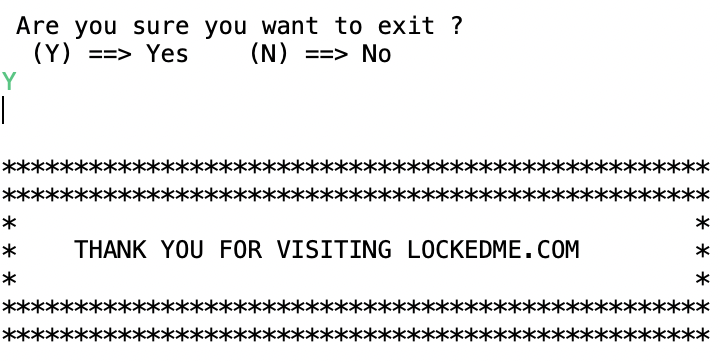 Are you sure you want to exit ?
(Y) ==> Yes    (N) ==> No
Y
*************************************************
*************************************************
*                                               *
*    THANK YOU FOR VISITING LOCKEDME.COM        *
*                                               *
*************************************************
*************************************************